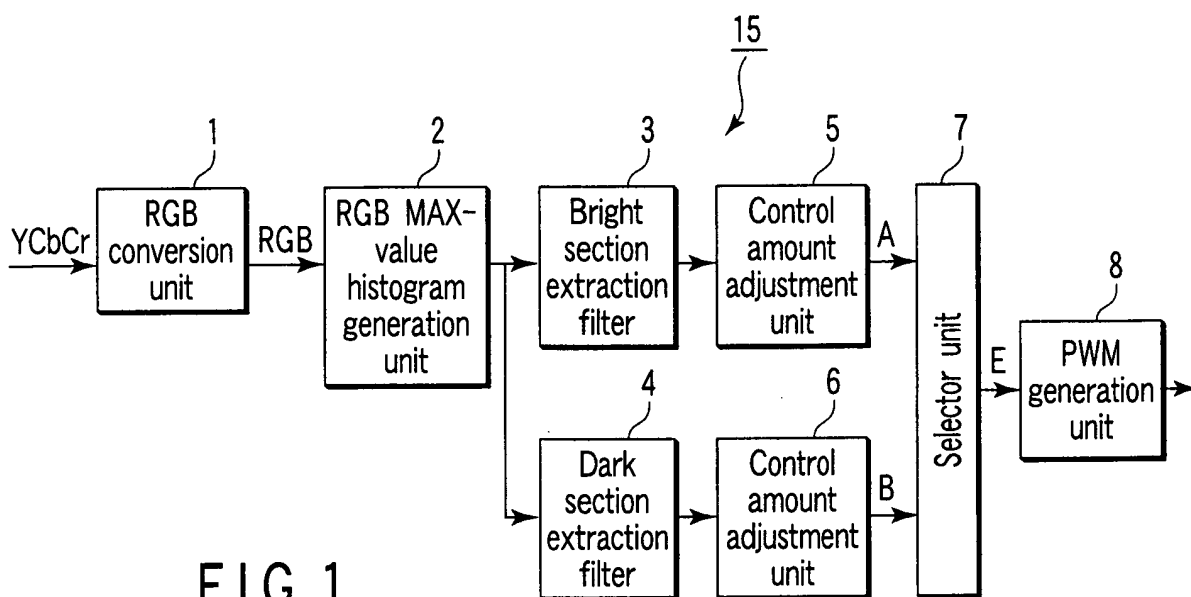 15
1
2
3
5
7
YCbCr
RGB
conversion
unit
RGB
RGB MAX-
value
histogram
generation
unit
Bright
section
extraction
filter
Control
amount
adjustment
unit
A
Selector unit
E
8
PWM
generation
unit
4
6
Dark
section
extraction
filter
Control
amount
adjustment
unit
B
FIG. 1